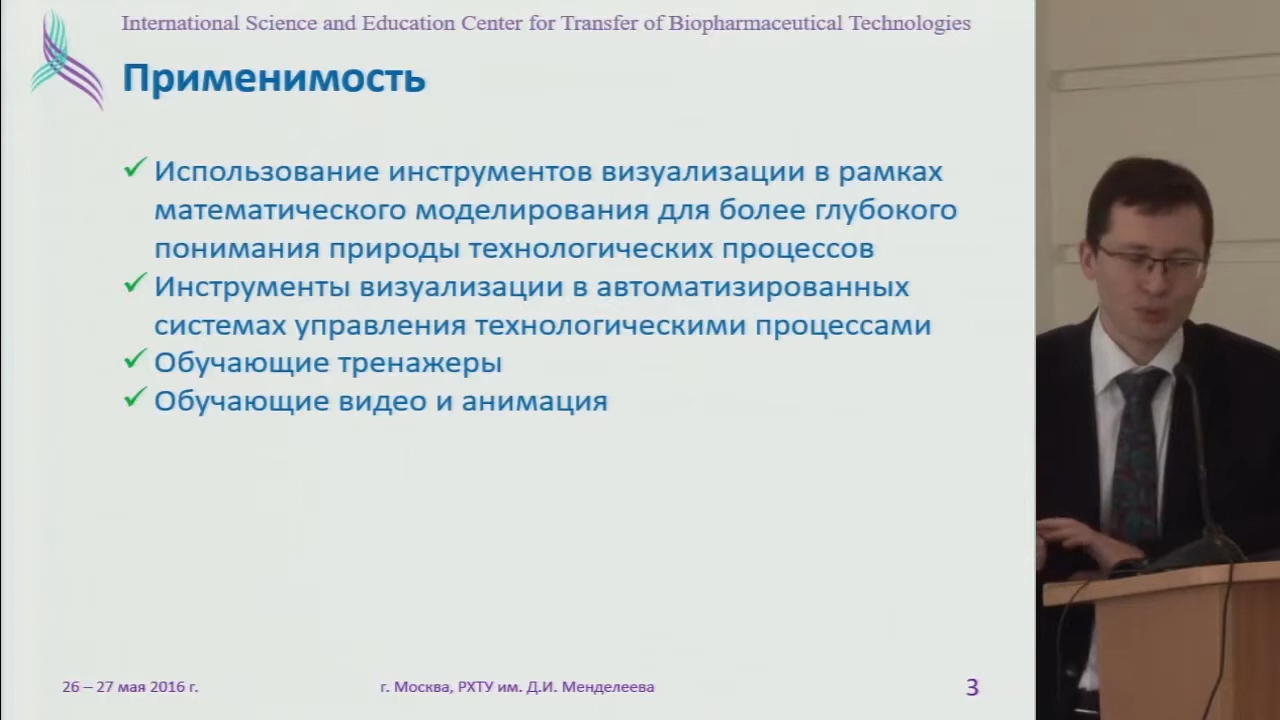 International Science and Education Center for Transfer of Biopharmaceutical Technologies
Применимость
Использование инструментов визуализации в рамках
математического моделирования для более глубокого
понимания природы технологических процессов
Инструменты визуализации в автоматизированных
системах управления технологическими процессами
Обучающие тренажеры
Обучающие видео и анимация
26 – 27 мая 2016 г.
г. Москва, РХТУ им. Д.И. Менделеева
3